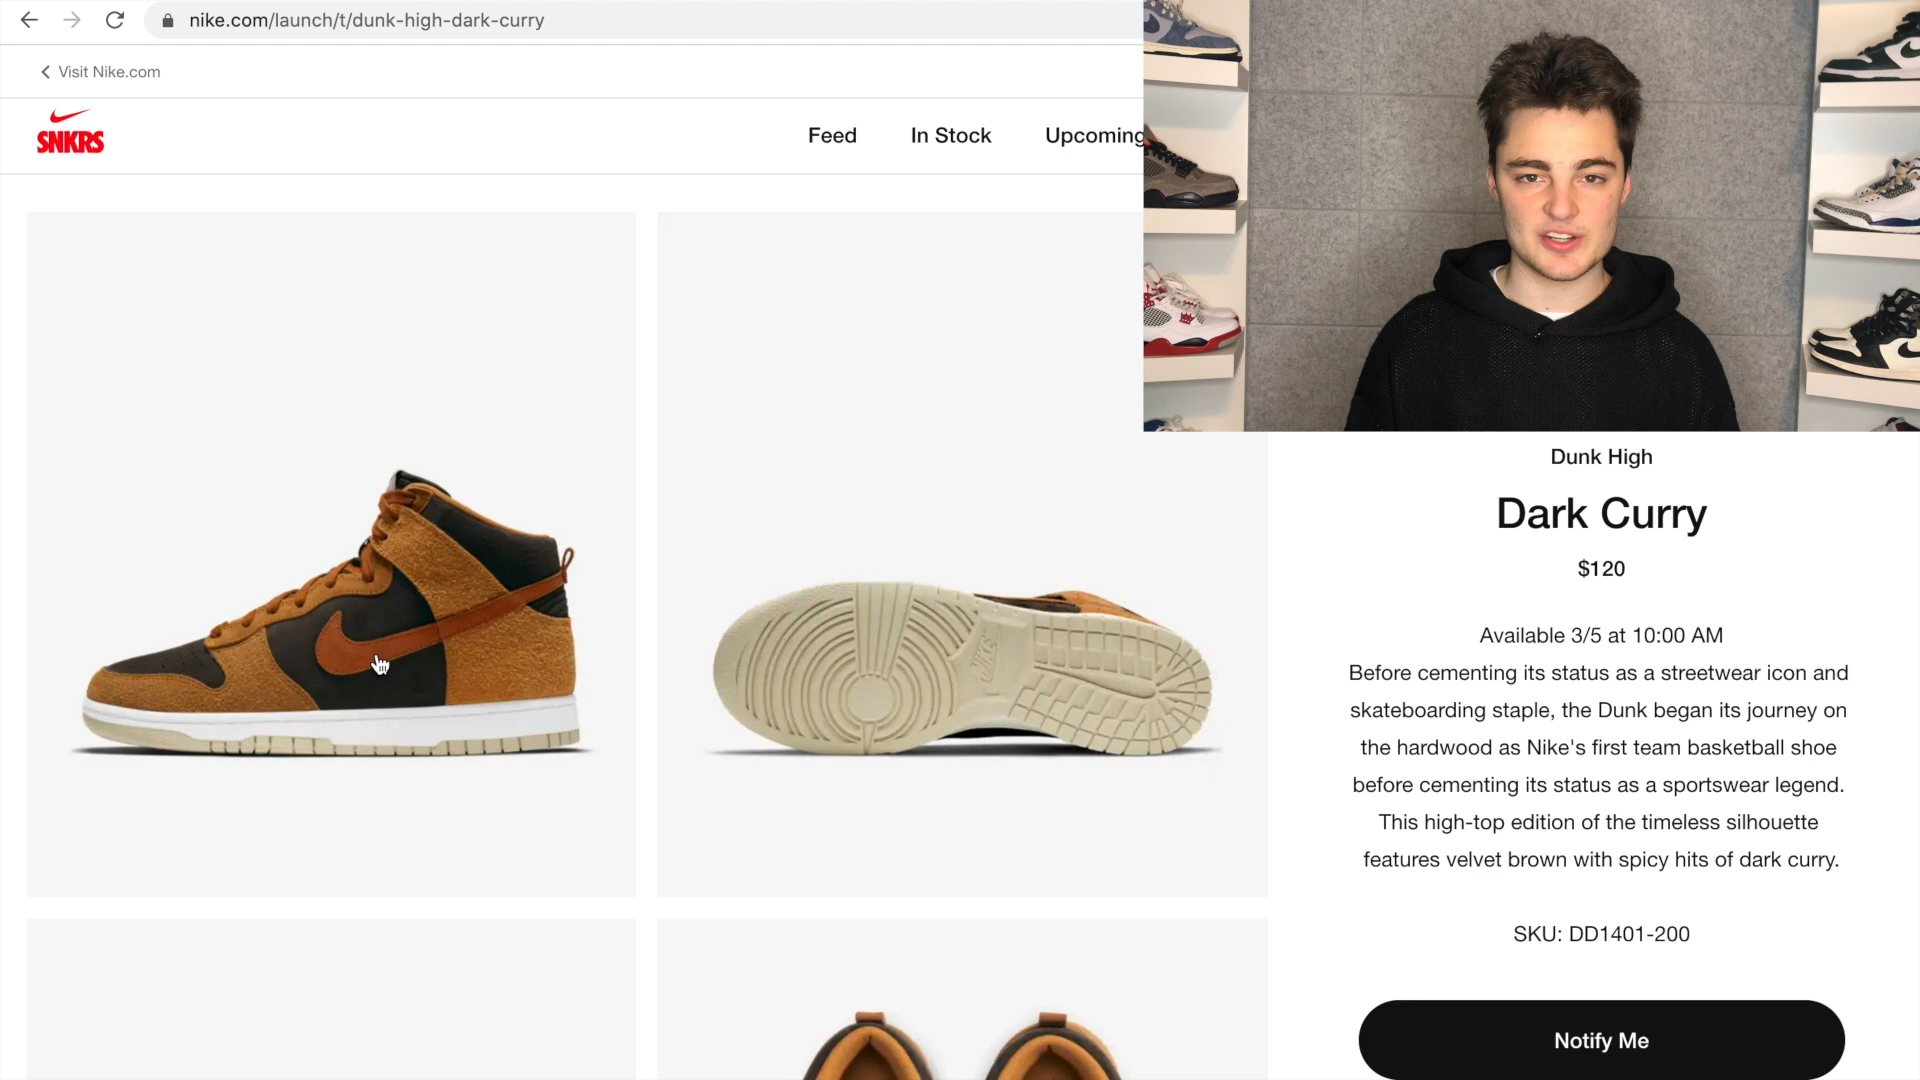 nike.com/launch/t/dunk-high-dark-curry
Visit Nike.com
SNKRS
Feed
In Stock
Upcoming
Dunk High
Dark Curry
$120
Available 3/5 at 10:00 AM
Before cementing its status as a streetwear icon and
skateboarding staple, the Dunk began its journey on
the hardwood as Nike's first team basketball shoe
before cementing its status as a sportswear legend.
This high-top edition of the timeless silhouette
features velvet brown with spicy hits of dark curry.
SKU: DD1401-200
Notify Me